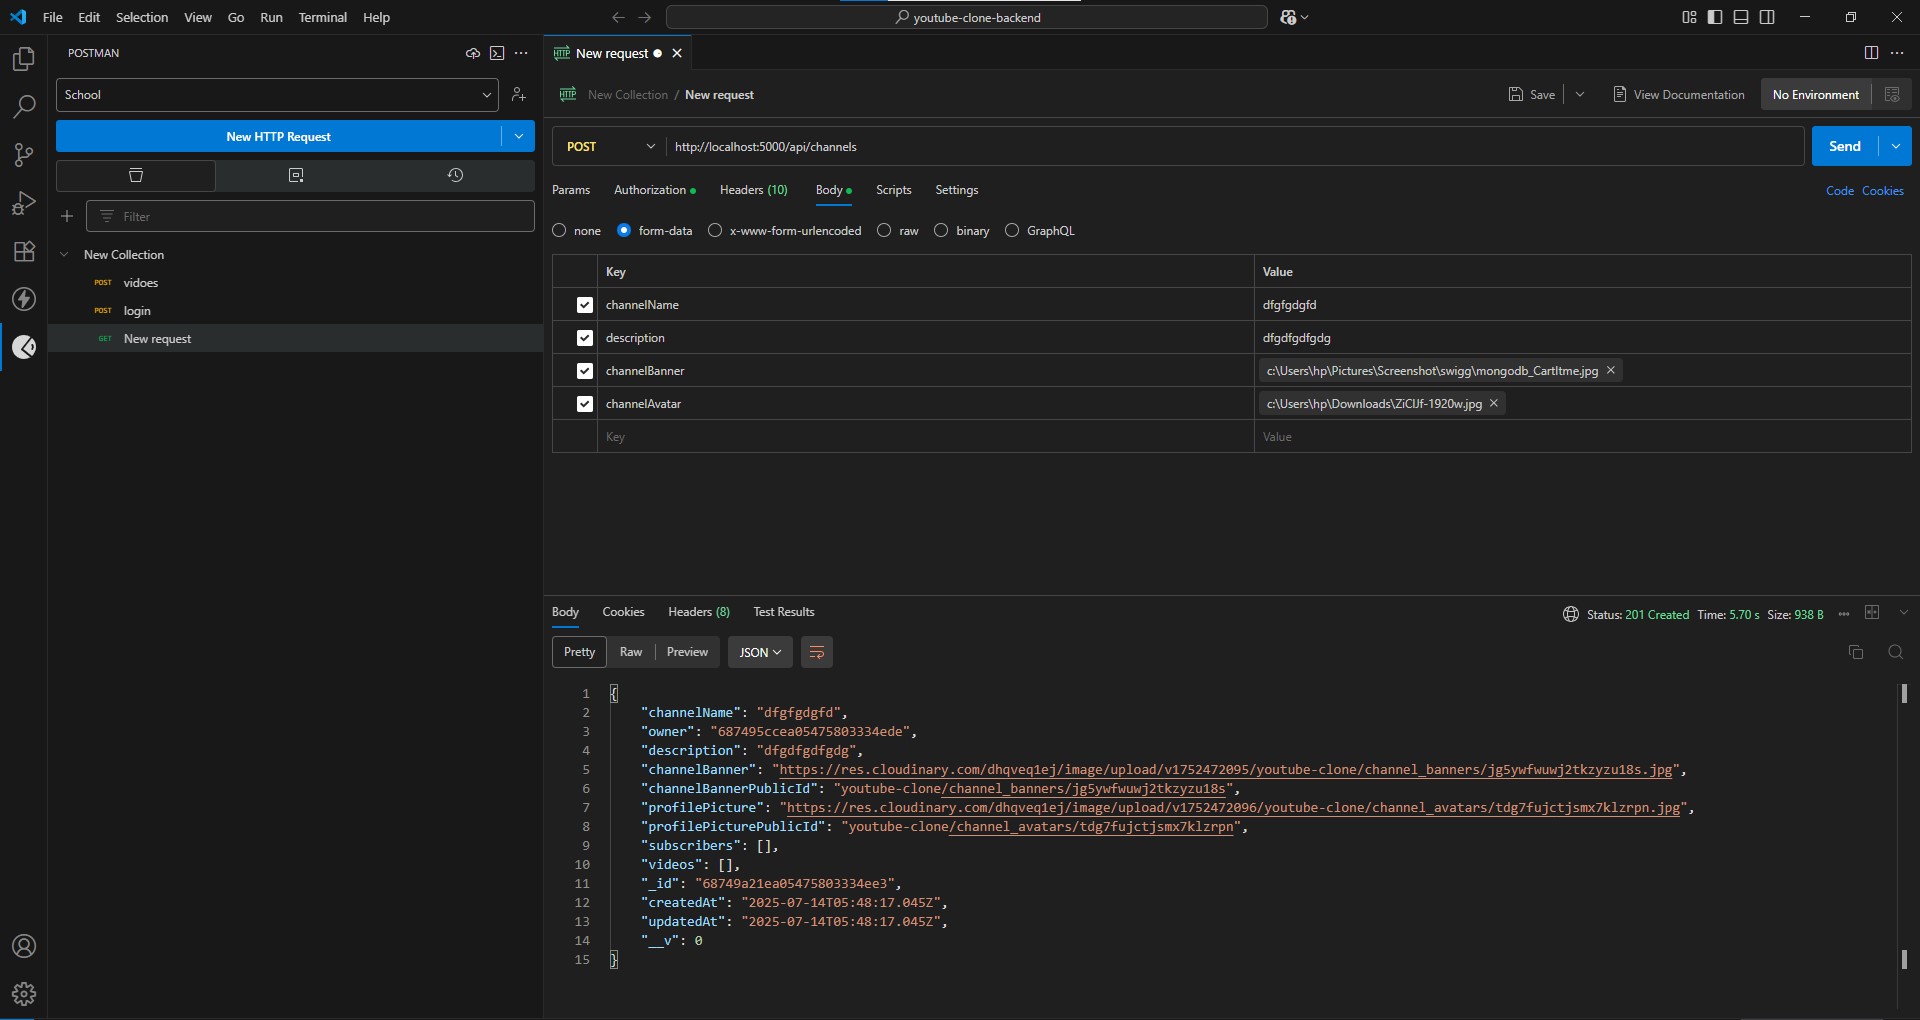 File Edit Selection View Go Run Terminal Help
youtube-clone-backend
POSTMAN
School
New HTTP Request
Filter
New Collection
POST vidoes
POST login
GET New request
HTTP New request
HTTP New Collection / New request
Save View Documentation No Environment
POST http://localhost:5000/api/channels Send
Params Authorization Headers (10) Body Scripts Settings Code Cookies
none form-data x-www-form-urlencoded raw binary GraphQL
Key Value
channelName dfgfgdgfd
description dfgdfgdfgdg
channelBanner c:\Users\hp\Pictures\Screenshot\swigg\mongodb_CartItme.jpg
channelAvatar c:\Users\hp\Downloads\ZiClJf-1920w.jpg
Key Value
Body Cookies Headers (8) Test Results Status: 201 Created Time: 5.70 s Size: 938 B
Pretty Raw Preview JSON
1 {
2 "channelName": "dfgfgdgfd",
3 "owner": "687495ccea05475803334ede",
4 "description": "dfgdfgdfgdg",
5 "channelBanner": "https://res.cloudinary.com/dhqveq1ej/image/upload/v1752472095/youtube-clone/channel_banners/jg5ywfwuwj2tkzyzu18s.jpg",
6 "channelBannerPublicId": "youtube-clone/channel_banners/jg5ywfwuwj2tkzyzu18s",
7 "profilePicture": "https://res.cloudinary.com/dhqveq1ej/image/upload/v1752472096/youtube-clone/channel_avatars/tdg7fujctjsmx7klzrpn.jpg",
8 "profilePicturePublicId": "youtube-clone/channel_avatars/tdg7fujctjsmx7klzrpn",
9 "subscribers": [],
10 "videos": [],
11 "_id": "68749a21ea05475803334ee3",
12 "createdAt": "2025-07-14T05:48:17.045Z",
13 "updatedAt": "2025-07-14T05:48:17.045Z",
14 "__v": 0
15 }